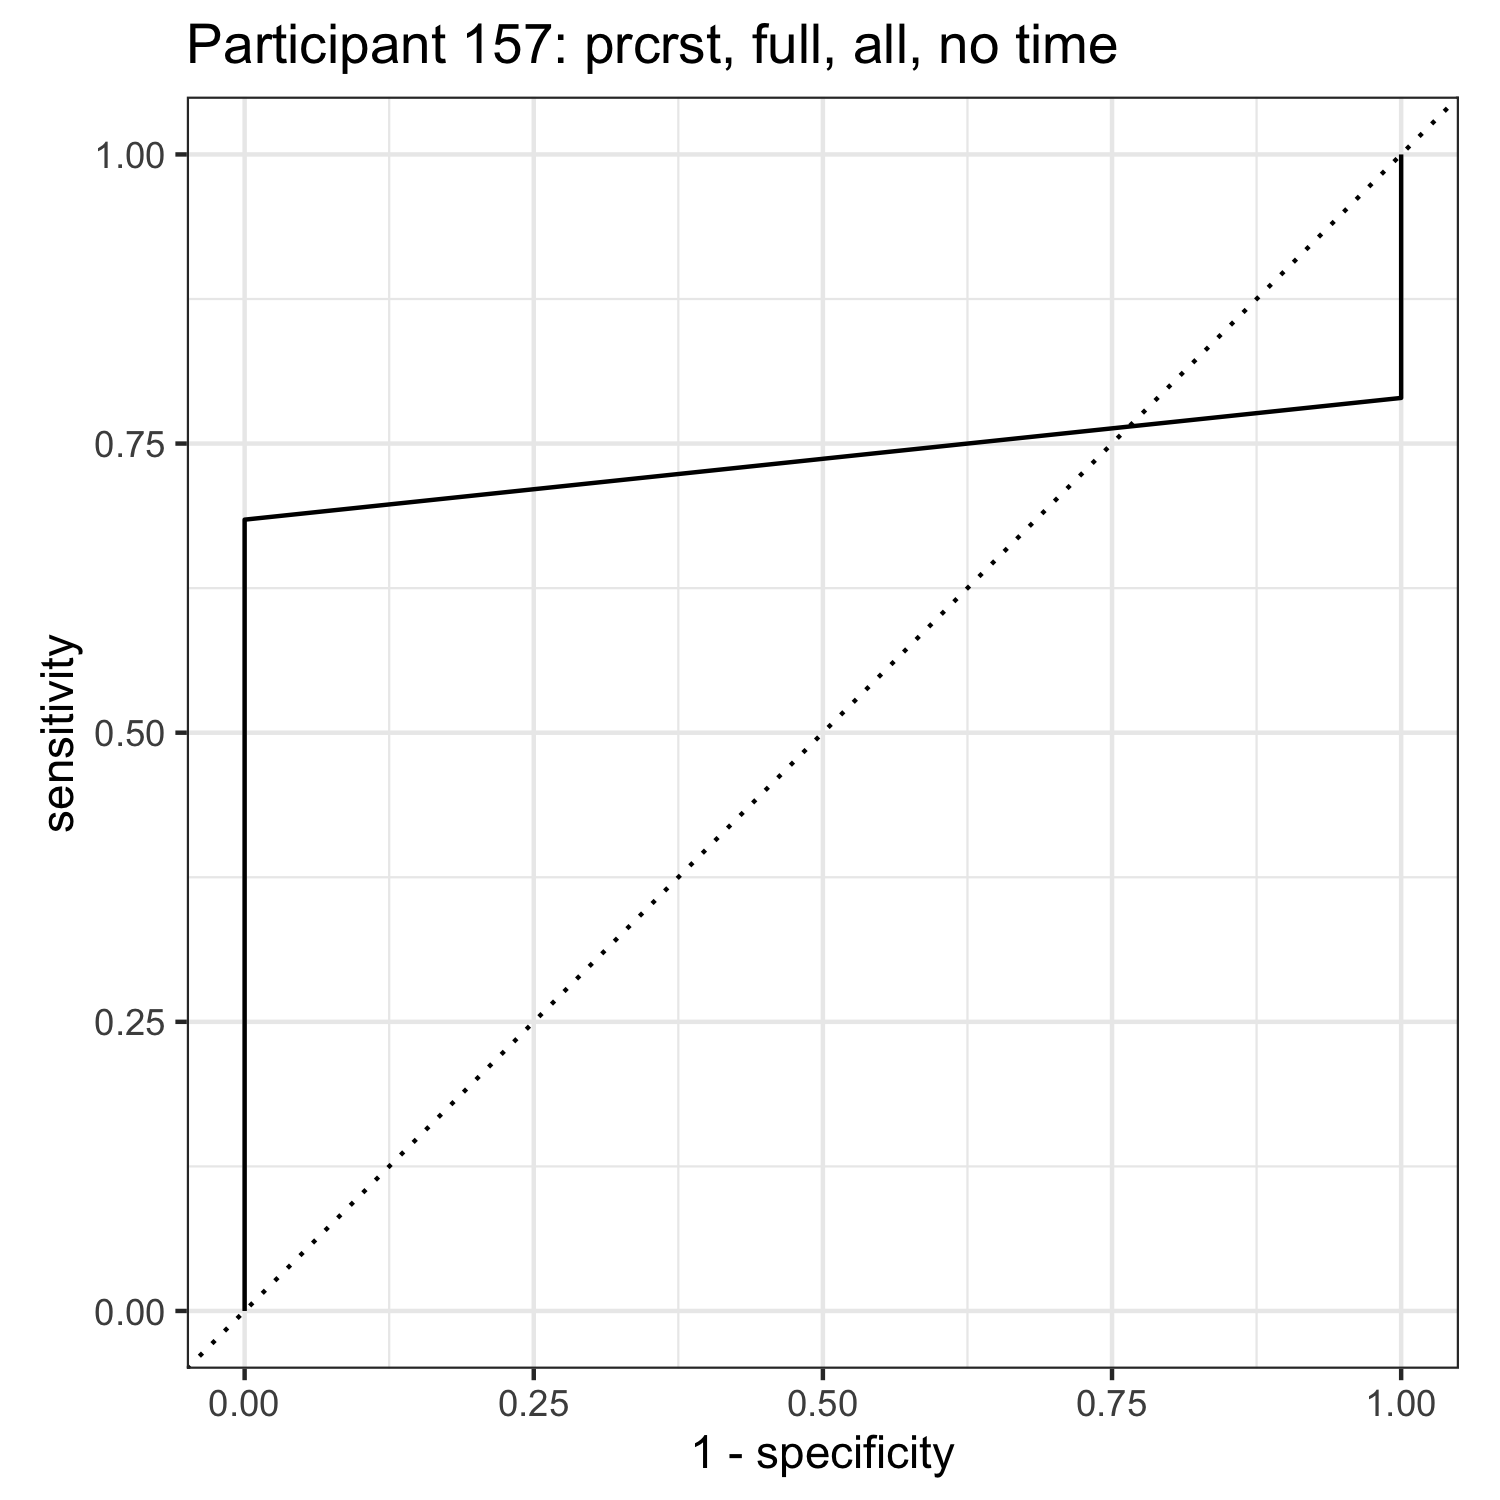 Participant 157: prcrst, full, all, no time
1.00
0.75
0.50
0.25
0.00
sensitivity
0.00 0.25 0.50 0.75 1.00
1 - specificity